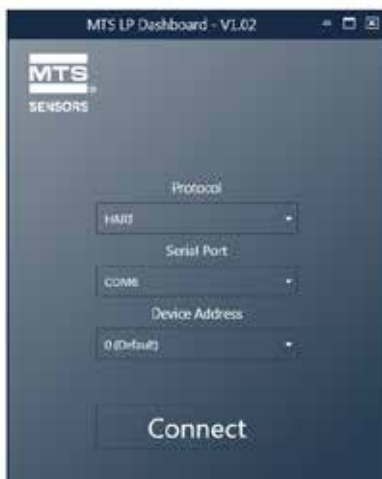 MTS LP Dashboard - V1.02
MTS
®
SENSORS
Protocol
HART
Serial Port
COM6
Device Address
0 (Default)
Connect